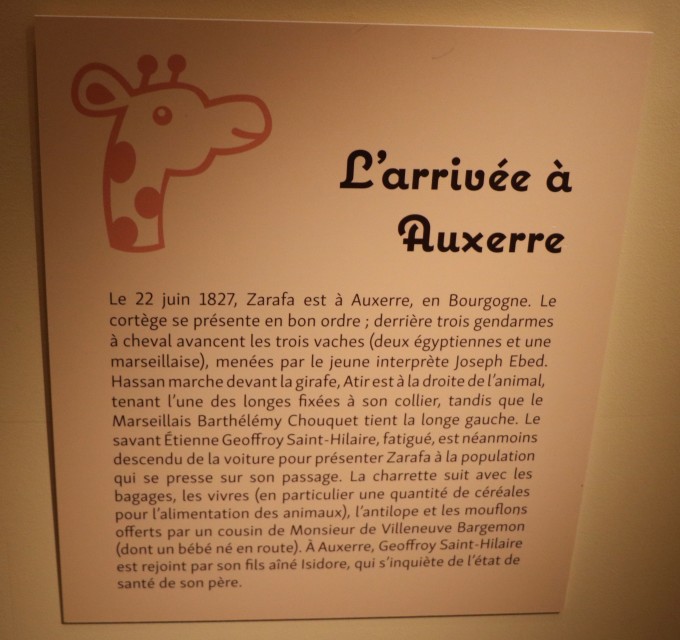 L'arrivée à
Auxerre
Le 22 juin 1827, Zarafa est à Auxerre, en Bourgogne. Le
cortège se présente en bon ordre ; derrière trois gendarmes
à cheval avancent les trois vaches (deux égyptiennes et une
marseillaise), menées par le jeune interprète Joseph Ebed.
Hassan marche devant la girafe, Atir est à la droite de l'animal,
tenant l'une des longes fixées à son collier, tandis que le
Marseillais Barthélémy Chouquet tient la longe gauche. Le
savant Étienne Geoffroy Saint-Hilaire, fatigué, est néanmoins
descendu de la voiture pour présenter Zarafa à la population
qui se presse sur son passage. La charrette suit avec les
bagages, les vivres (en particulier une quantité de céréales
pour l'alimentation des animaux), l'antilope et les mouflons
offerts par un cousin de Monsieur de Villeneuve Bargemon
(dont un bébé né en route). À Auxerre, Geoffroy Saint-Hilaire
est rejoint par son fils aîné Isidore, qui s'inquiète de l'état de
santé de son père.